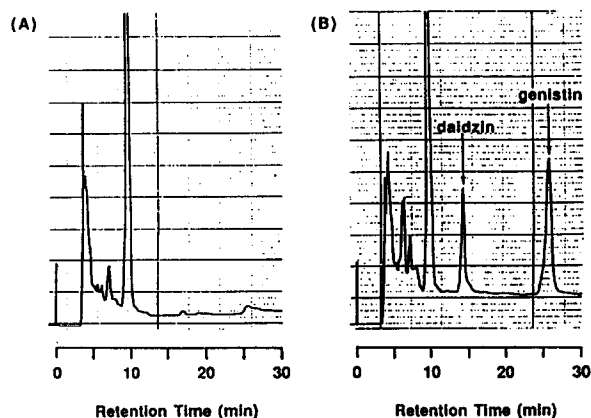 (A)
(B)
genistin
daidzin
0 10 20 30
0 10 20 30
Retention Time (min)
Retention Time (min)